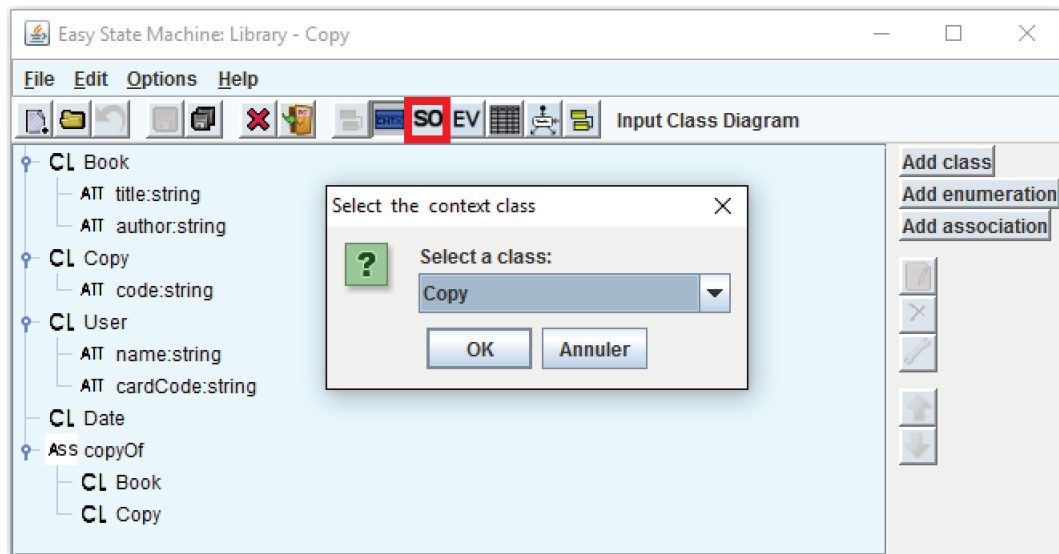 Easy State Machine: Library - Copy
File Edit Options Help
SO EV Input Class Diagram
CL Book
ATT title:string
ATT author:string
CL Copy
ATT code:string
CL User
ATT name:string
ATT cardCode:string
CL Date
ASS copyOf
CL Book
CL Copy
Select the context class
?
Select a class:
Copy
OK Annuler
Add class
Add enumeration
Add association